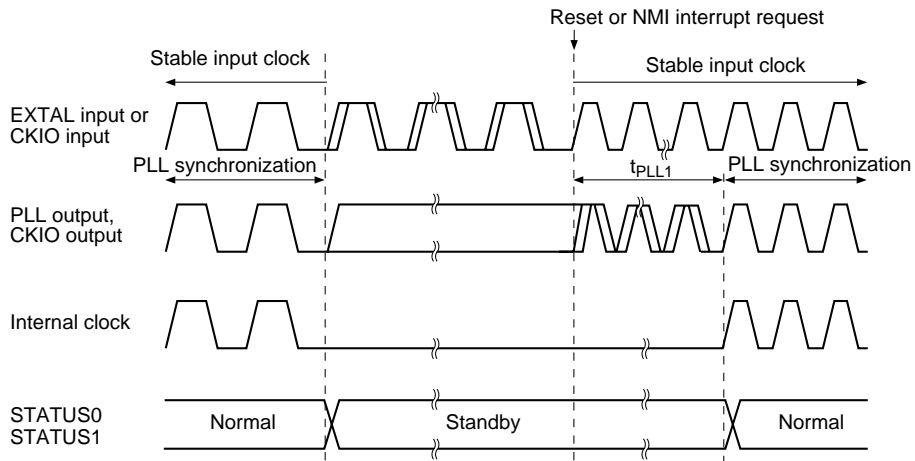 Reset or NMI interrupt request
Stable input clock
Stable input clock
EXTAL input or
CKIO input
PLL synchronization
tPLL1
PLL synchronization
PLL output,
CKIO output
Internal clock
STATUS0
STATUS1
Normal
Standby
Normal